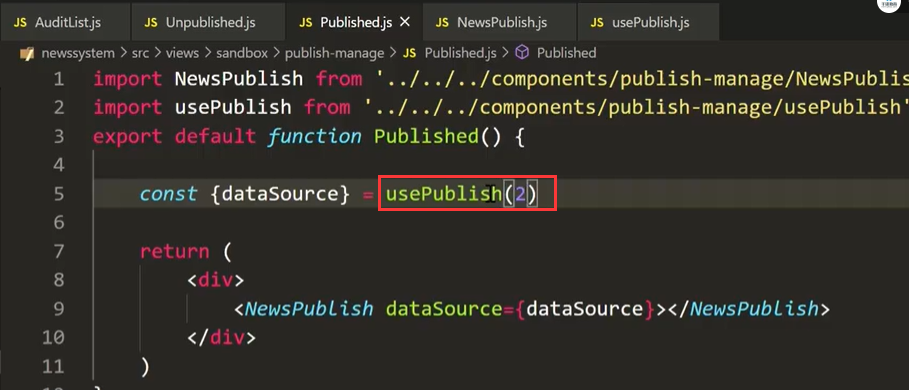 JS AuditList.js JS Unpublished.js JS Published.js × JS NewsPublish.js JS usePublish.js
newssystem > src > views > sandbox > publish-manage > JS Published.js > Published
1 import NewsPublish from '../../../components/publish-manage/NewsPublis
2 import usePublish from '../../../components/publish-manage/usePublish'
3 export default function Published() {
4
5 const {dataSource} = usePublish(2)
6
7 return (
8 <div>
9 <NewsPublish dataSource={dataSource}></NewsPublish>
10 </div>
11 )